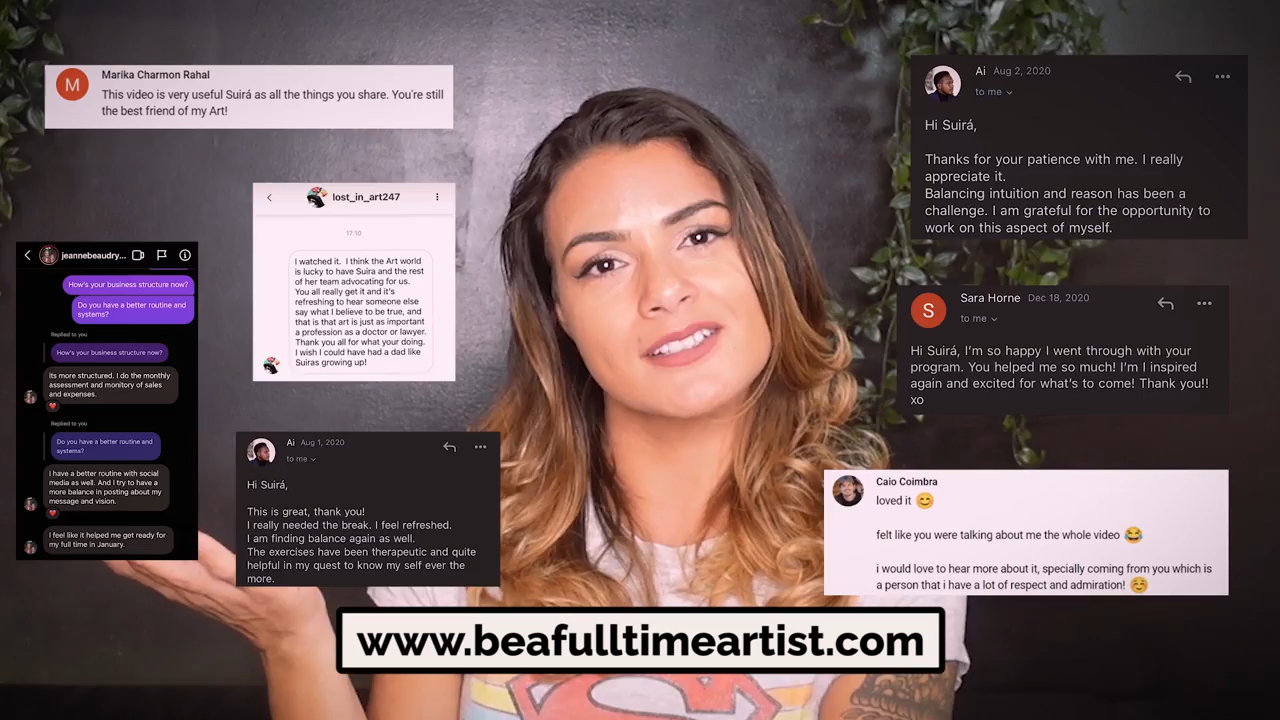 Marika Charmon Rahal
M
This video is very useful Suirá as all the things you share. You're still
the best friend of my Art!
lost_in_art247
17:10
I watched it. I think the Art world
is lucky to have Suira and the rest
of her team advocating for us.
You all really get it and it's
refreshing to hear someone else
say what I believe to be true, and
that is that art is just as important
a profession as a doctor or lawyer.
Thank you all for what your doing.
I wish I could have had a dad like
Suiras growing up!
jeannebeaudry...
How's your business structure now?
Do you have a better routine and
systems?
Replied to you
How's your business structure now?
Its more structured. I do the monthly
assessment and monitory of sales
and expenses.
Replied to you
Do you have a better routine and
systems?
I have a better routine with social
media as well. And I try to have a
more balance in posting about my
message and vision.
I feel like it helped me get ready for
my full time in January.
Ai Aug 1, 2020
to me
Hi Suirá,
This is great, thank you!
I really needed the break. I feel refreshed.
I am finding balance again as well.
The exercises have been therapeutic and quite
helpful in my quest to know my self ever the
more.
Ai Aug 2, 2020
to me
Hi Suirá,
Thanks for your patience with me. I really
appreciate it.
Balancing intuition and reason has been a
challenge. I am grateful for the opportunity to
work on this aspect of myself.
S
Sara Horne Dec 18, 2020
to me
Hi Suirá, I'm so happy I went through with your
program. You helped me so much! I'm I inspired
again and excited for what's to come! Thank you!!
xo
Caio Coimbra
loved it 😊
felt like you were talking about me the whole video 😂
i would love to hear more about it, specially coming from you which is
a person that i have a lot of respect and admiration! 😊
www.beafulltimeartist.com